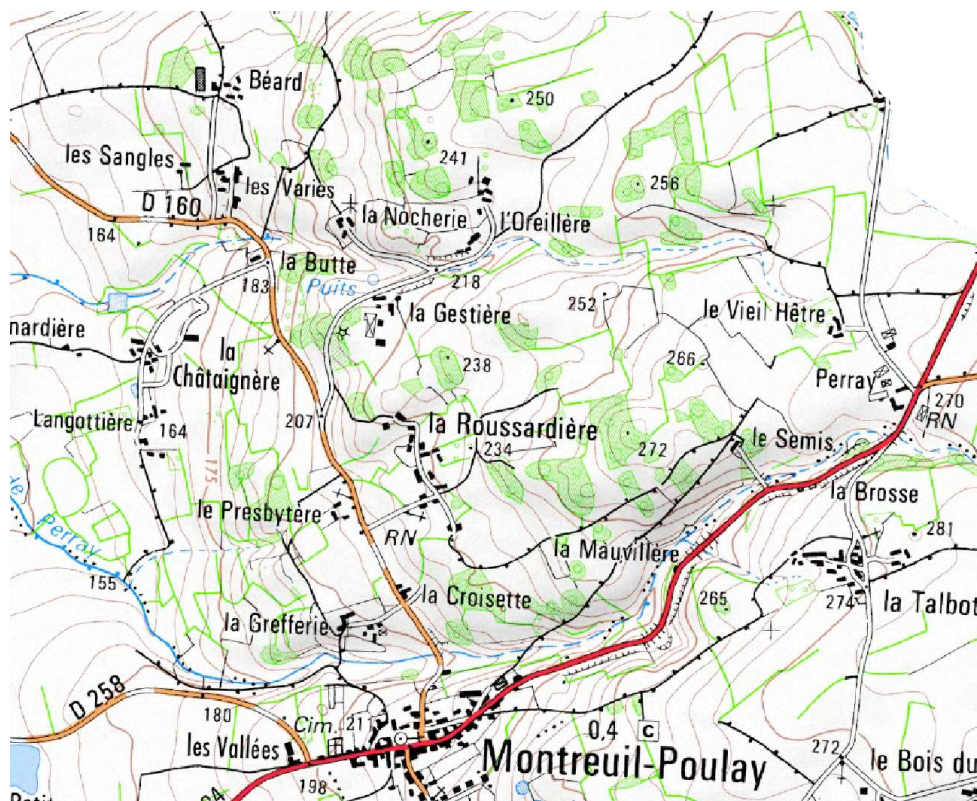 Béard
250
241
les Sangles
les Varies
256
D 160
la Nocherie
l'Oreillère
164
la Butte
183
Puits
218
252
la Gestière
le Vieil Hêtre
nardière
la
Châtaignère
238
266
Perray
270
RN
Langottière
164
207
la Roussardière
234
272
le Semis
175
la Brosse
le Presbytère
RN
Perray
la Mauvillère
281
155
la Croisette
265
274
la Talbot
la Grefferie
D 258
180
Cim.
211
0,4
C
les Vallées
Montreuil-Poulay
272
le Bois du
198